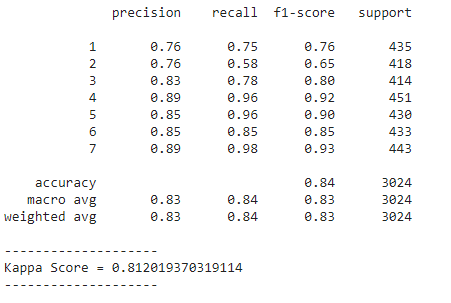 precision recall f1-score support
1 0.76 0.75 0.76 435
2 0.76 0.58 0.65 418
3 0.83 0.78 0.80 414
4 0.89 0.96 0.92 451
5 0.85 0.96 0.90 430
6 0.85 0.85 0.85 433
7 0.89 0.98 0.93 443
accuracy 0.84 3024
macro avg 0.83 0.84 0.83 3024
weighted avg 0.83 0.84 0.83 3024
--------------------
Kappa Score = 0.812019370319114
--------------------